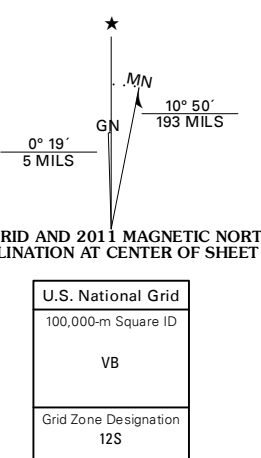 ★
MN
GN
10° 50´
193 MILS
0° 19´
5 MILS
RID AND 2011 MAGNETIC NORT
LINATION AT CENTER OF SHEET
U.S. National Grid
100,000-m Square ID
VB
Grid Zone Designation
12S